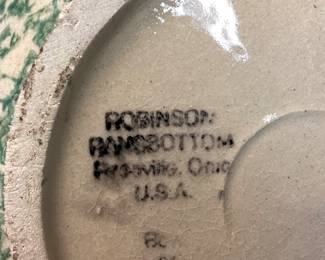 ROBINSON
RANSBOTTOM
Roseville, Ohio
U.S.A.